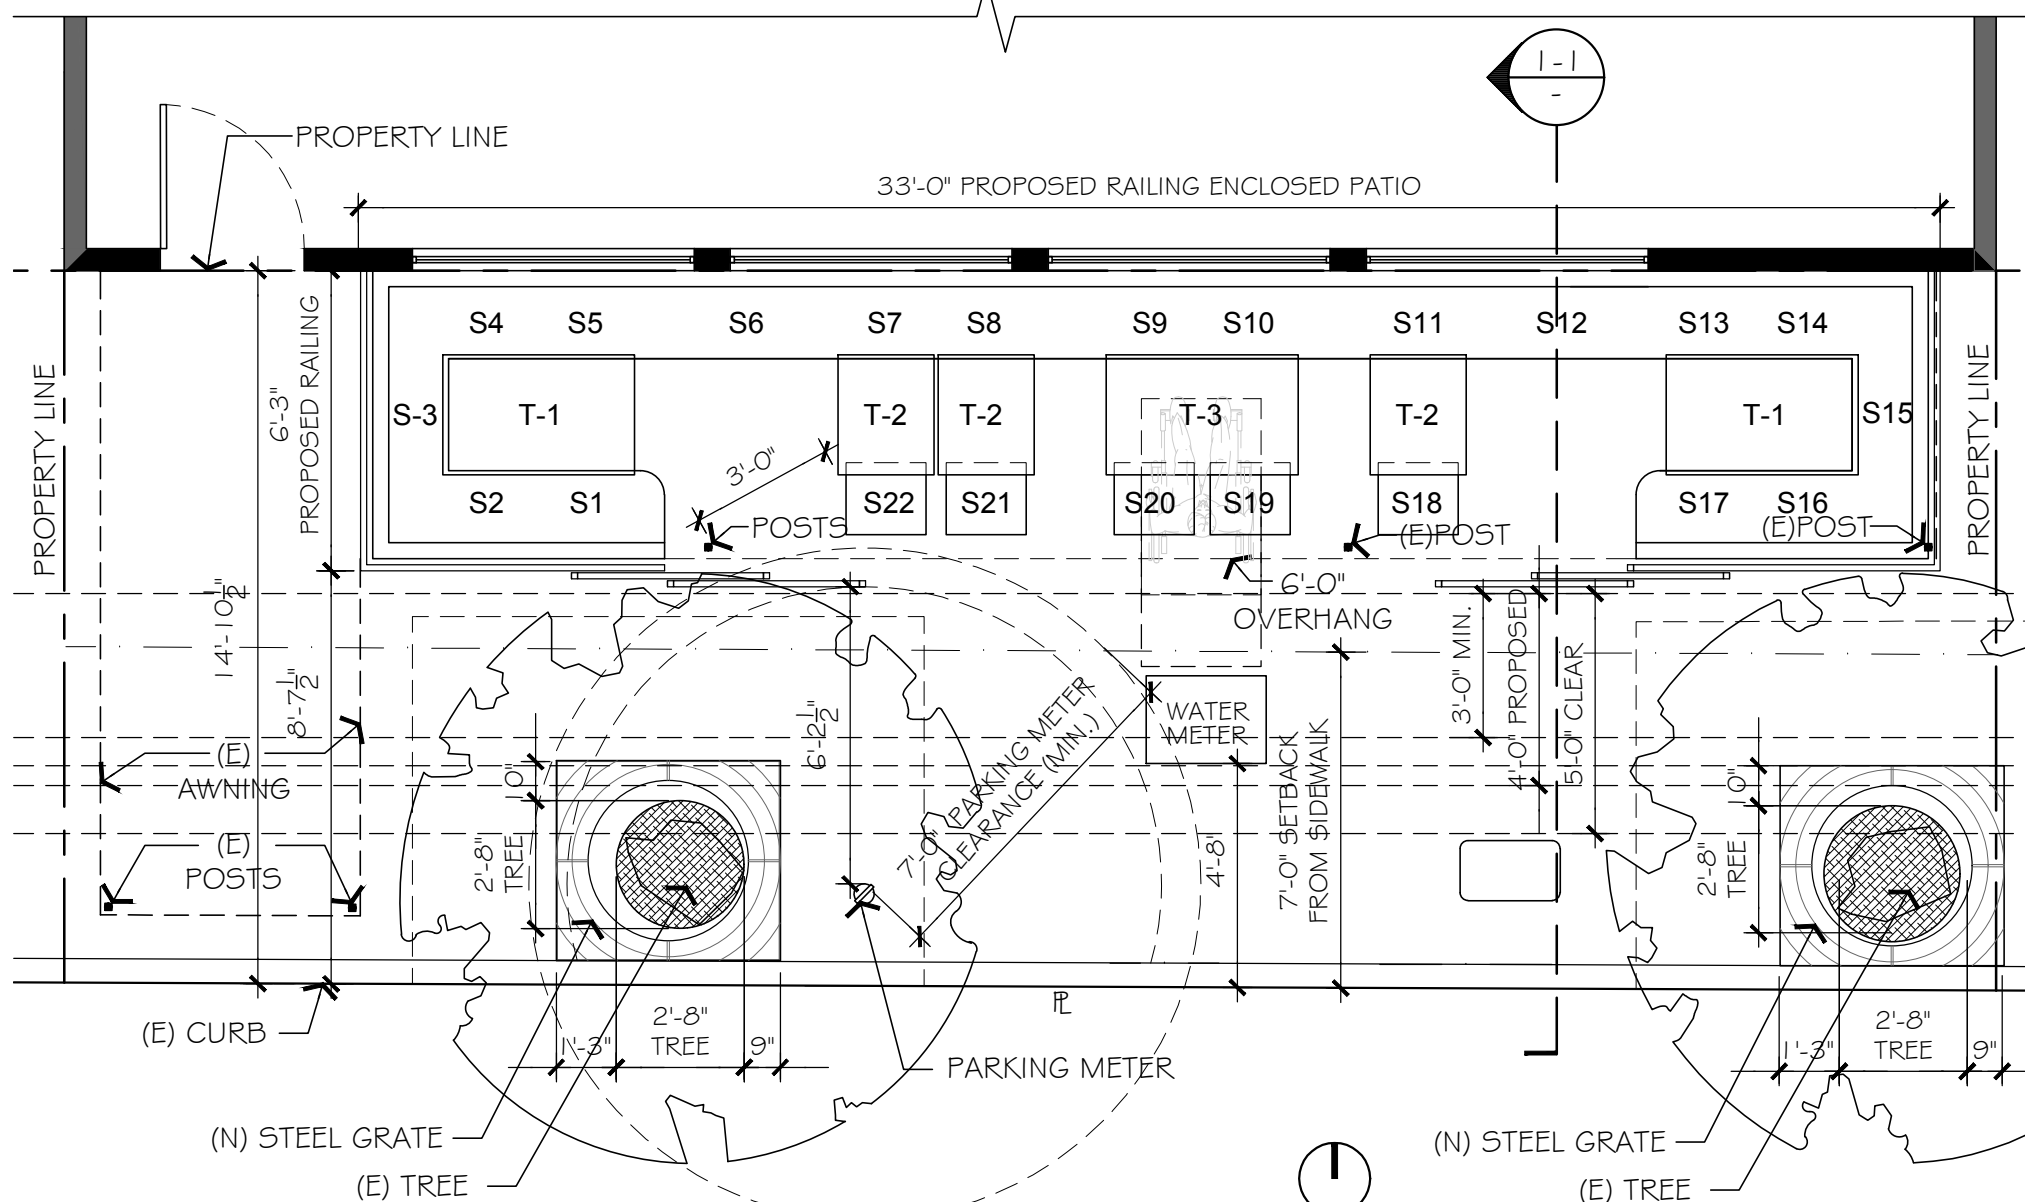 1-1
-
PROPERTY LINE
33'-0" PROPOSED RAILING ENCLOSED PATIO
S4 S5 S6 S7 S8 S9 S10 S11 S12 S13 S14
S-3 T-1 T-2 T-2 T-3 T-2 T-1 S15
S2 S1 S22 S21 S20 S19 S18 S17 S16
3'-0"
POSTS
(E)POST
(E)POST
PROPERTY LINE
6'-3"
PROPOSED RAILING
PROPERTY LINE
14'-10 1/2"
8'-7 1/2"
6'-0"
OVERHANG
3'-0" MIN.
4'-0" PROPOSED
5'-0" CLEAR
6'-2 1/2"
7'-0" PARKING METER
CLEARANCE (MIN.)
WATER
METER
7'-0" SETBACK
FROM SIDEWALK
4'-8"
(E)
AWNING
(E)
POSTS
10"
2'-8"
TREE
10"
2'-8"
TREE
PL
(E) CURB
1'-3"
2'-8"
TREE
9"
PARKING METER
1'-3"
2'-8"
TREE
9"
(N) STEEL GRATE
(E) TREE
(N) STEEL GRATE
(E) TREE